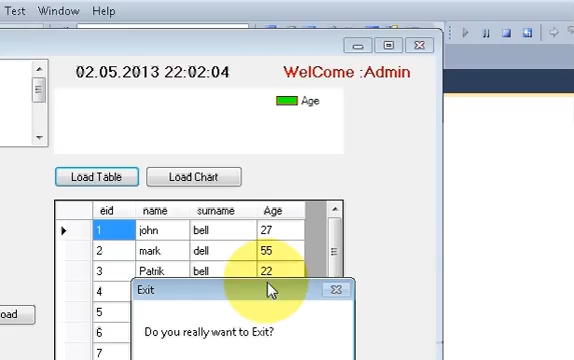 Test Window Help
02.05.2013 22:02:04 WelCome :Admin
Age
Load Table Load Chart
eid name surname Age
1 john bell 27
2 mark dell 55
3 Patrik bell 22
4
Exit
5
Do you really want to Exit?
6
7